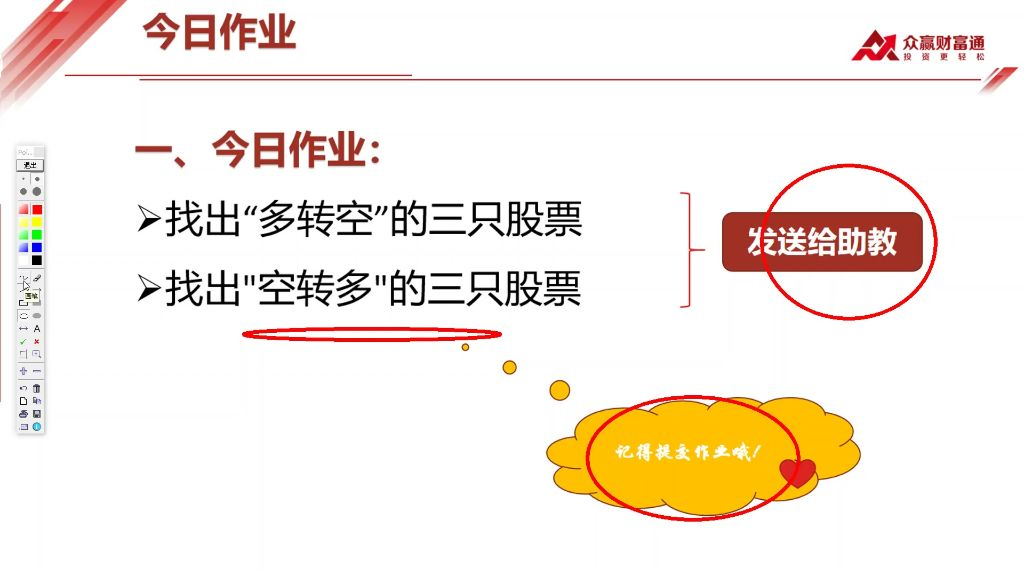 今日作业
众赢财富通
投资更轻松
一、今日作业：
➢找出“多转空”的三只股票
➢找出"空转多"的三只股票
发送给助教
记得提交作业哦！
退出
画笔
A